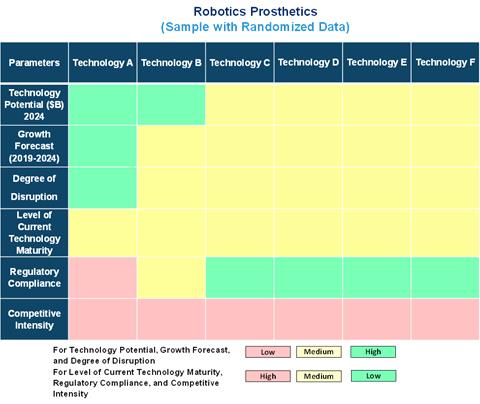 Robotics Prosthetics
(Sample with Randomized Data)
Parameters Technology A Technology B Technology C Technology D Technology E Technology F
Technology
Potential ($B)
2024
Growth
Forecast
(2019-2024)
Degree of
Disruption
Level of
Current
Technology
Maturity
Regulatory
Compliance
Competitive
Intensity
For Technology Potential, Growth Forecast,
and Degree of Disruption
Low Medium High
For Level of Current Technology Maturity,
Regulatory Compliance, and Competitive
Intensity
High Medium Low